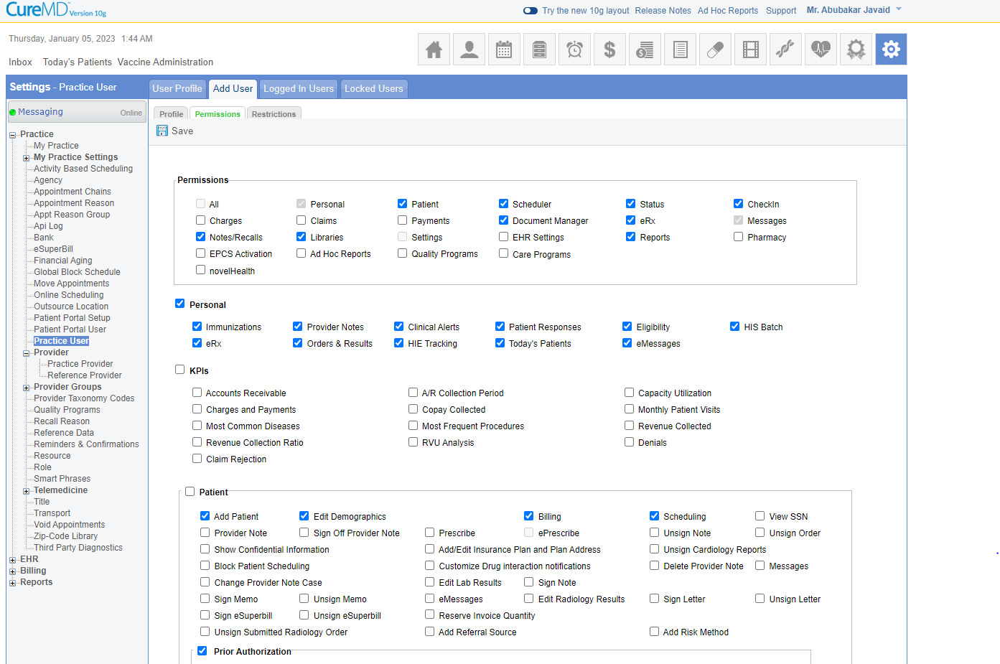 CureMD Version 10g
Try the new 10g layout Release Notes Ad Hoc Reports Support Mr. Abubakar Javaid
Thursday, January 05, 2023 1:44 AM
Inbox Today's Patients Vaccine Administration
Settings - Practice User
User Profile Add User Logged In Users Locked Users
Messaging Online
Practice
My Practice
My Practice Settings
Activity Based Scheduling
Agency
Appointment Chains
Appointment Reason
Appt Reason Group
Api Log
Bank
eSuperBill
Financial Aging
Global Block Schedule
Move Appointments
Online Scheduling
Outsource Location
Patient Portal Setup
Patient Portal User
Practice User
Provider
Practice Provider
Reference Provider
Provider Groups
Provider Taxonomy Codes
Quality Programs
Recall Reason
Reference Data
Reminders & Confirmations
Resource
Role
Smart Phrases
Telemedicine
Title
Transport
Void Appointments
Zip-Code Library
Third Party Diagnostics
EHR
Billing
Reports
Profile Permissions Restrictions
Save
Permissions
All Personal Patient Scheduler Status CheckIn
Charges Claims Payments Document Manager eRx Messages
Notes/Recalls Libraries Settings EHR Settings Reports Pharmacy
EPCS Activation Ad Hoc Reports Quality Programs Care Programs
novelHealth
Personal
Immunizations Provider Notes Clinical Alerts Patient Responses Eligibility HIS Batch
eRx Orders & Results HIE Tracking Today's Patients eMessages
KPIs
Accounts Receivable A/R Collection Period Capacity Utilization
Charges and Payments Copay Collected Monthly Patient Visits
Most Common Diseases Most Frequent Procedures Revenue Collected
Revenue Collection Ratio RVU Analysis Denials
Claim Rejection
Patient
Add Patient Edit Demographics Billing Scheduling View SSN
Provider Note Sign Off Provider Note Prescribe ePrescribe Unsign Note Unsign Order
Show Confidential Information Add/Edit Insurance Plan and Plan Address Unsign Cardiology Reports
Block Patient Scheduling Customize Drug interaction notifications Delete Provider Note Messages
Change Provider Note Case Edit Lab Results Sign Note
Sign Memo Unsign Memo eMessages Edit Radiology Results Sign Letter Unsign Letter
Sign eSuperbill Unsign eSuperbill Reserve Invoice Quantity
Unsign Submitted Radiology Order Add Referral Source Add Risk Method
Prior Authorization